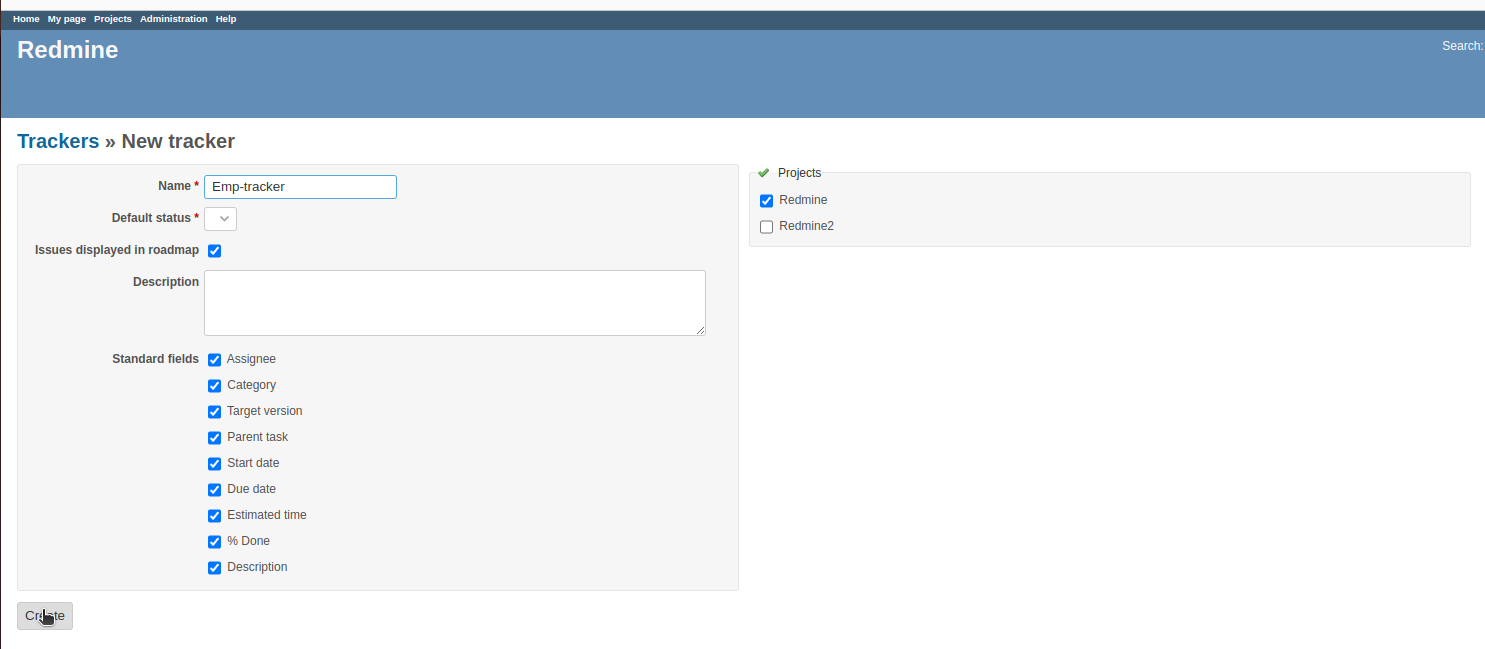 Home My page Projects Administration Help
Redmine
Search:
Trackers » New tracker
Name * Emp-tracker
Default status *
Issues displayed in roadmap
Description
Standard fields Assignee
Category
Target version
Parent task
Start date
Due date
Estimated time
% Done
Description
Create
Projects
Redmine
Redmine2